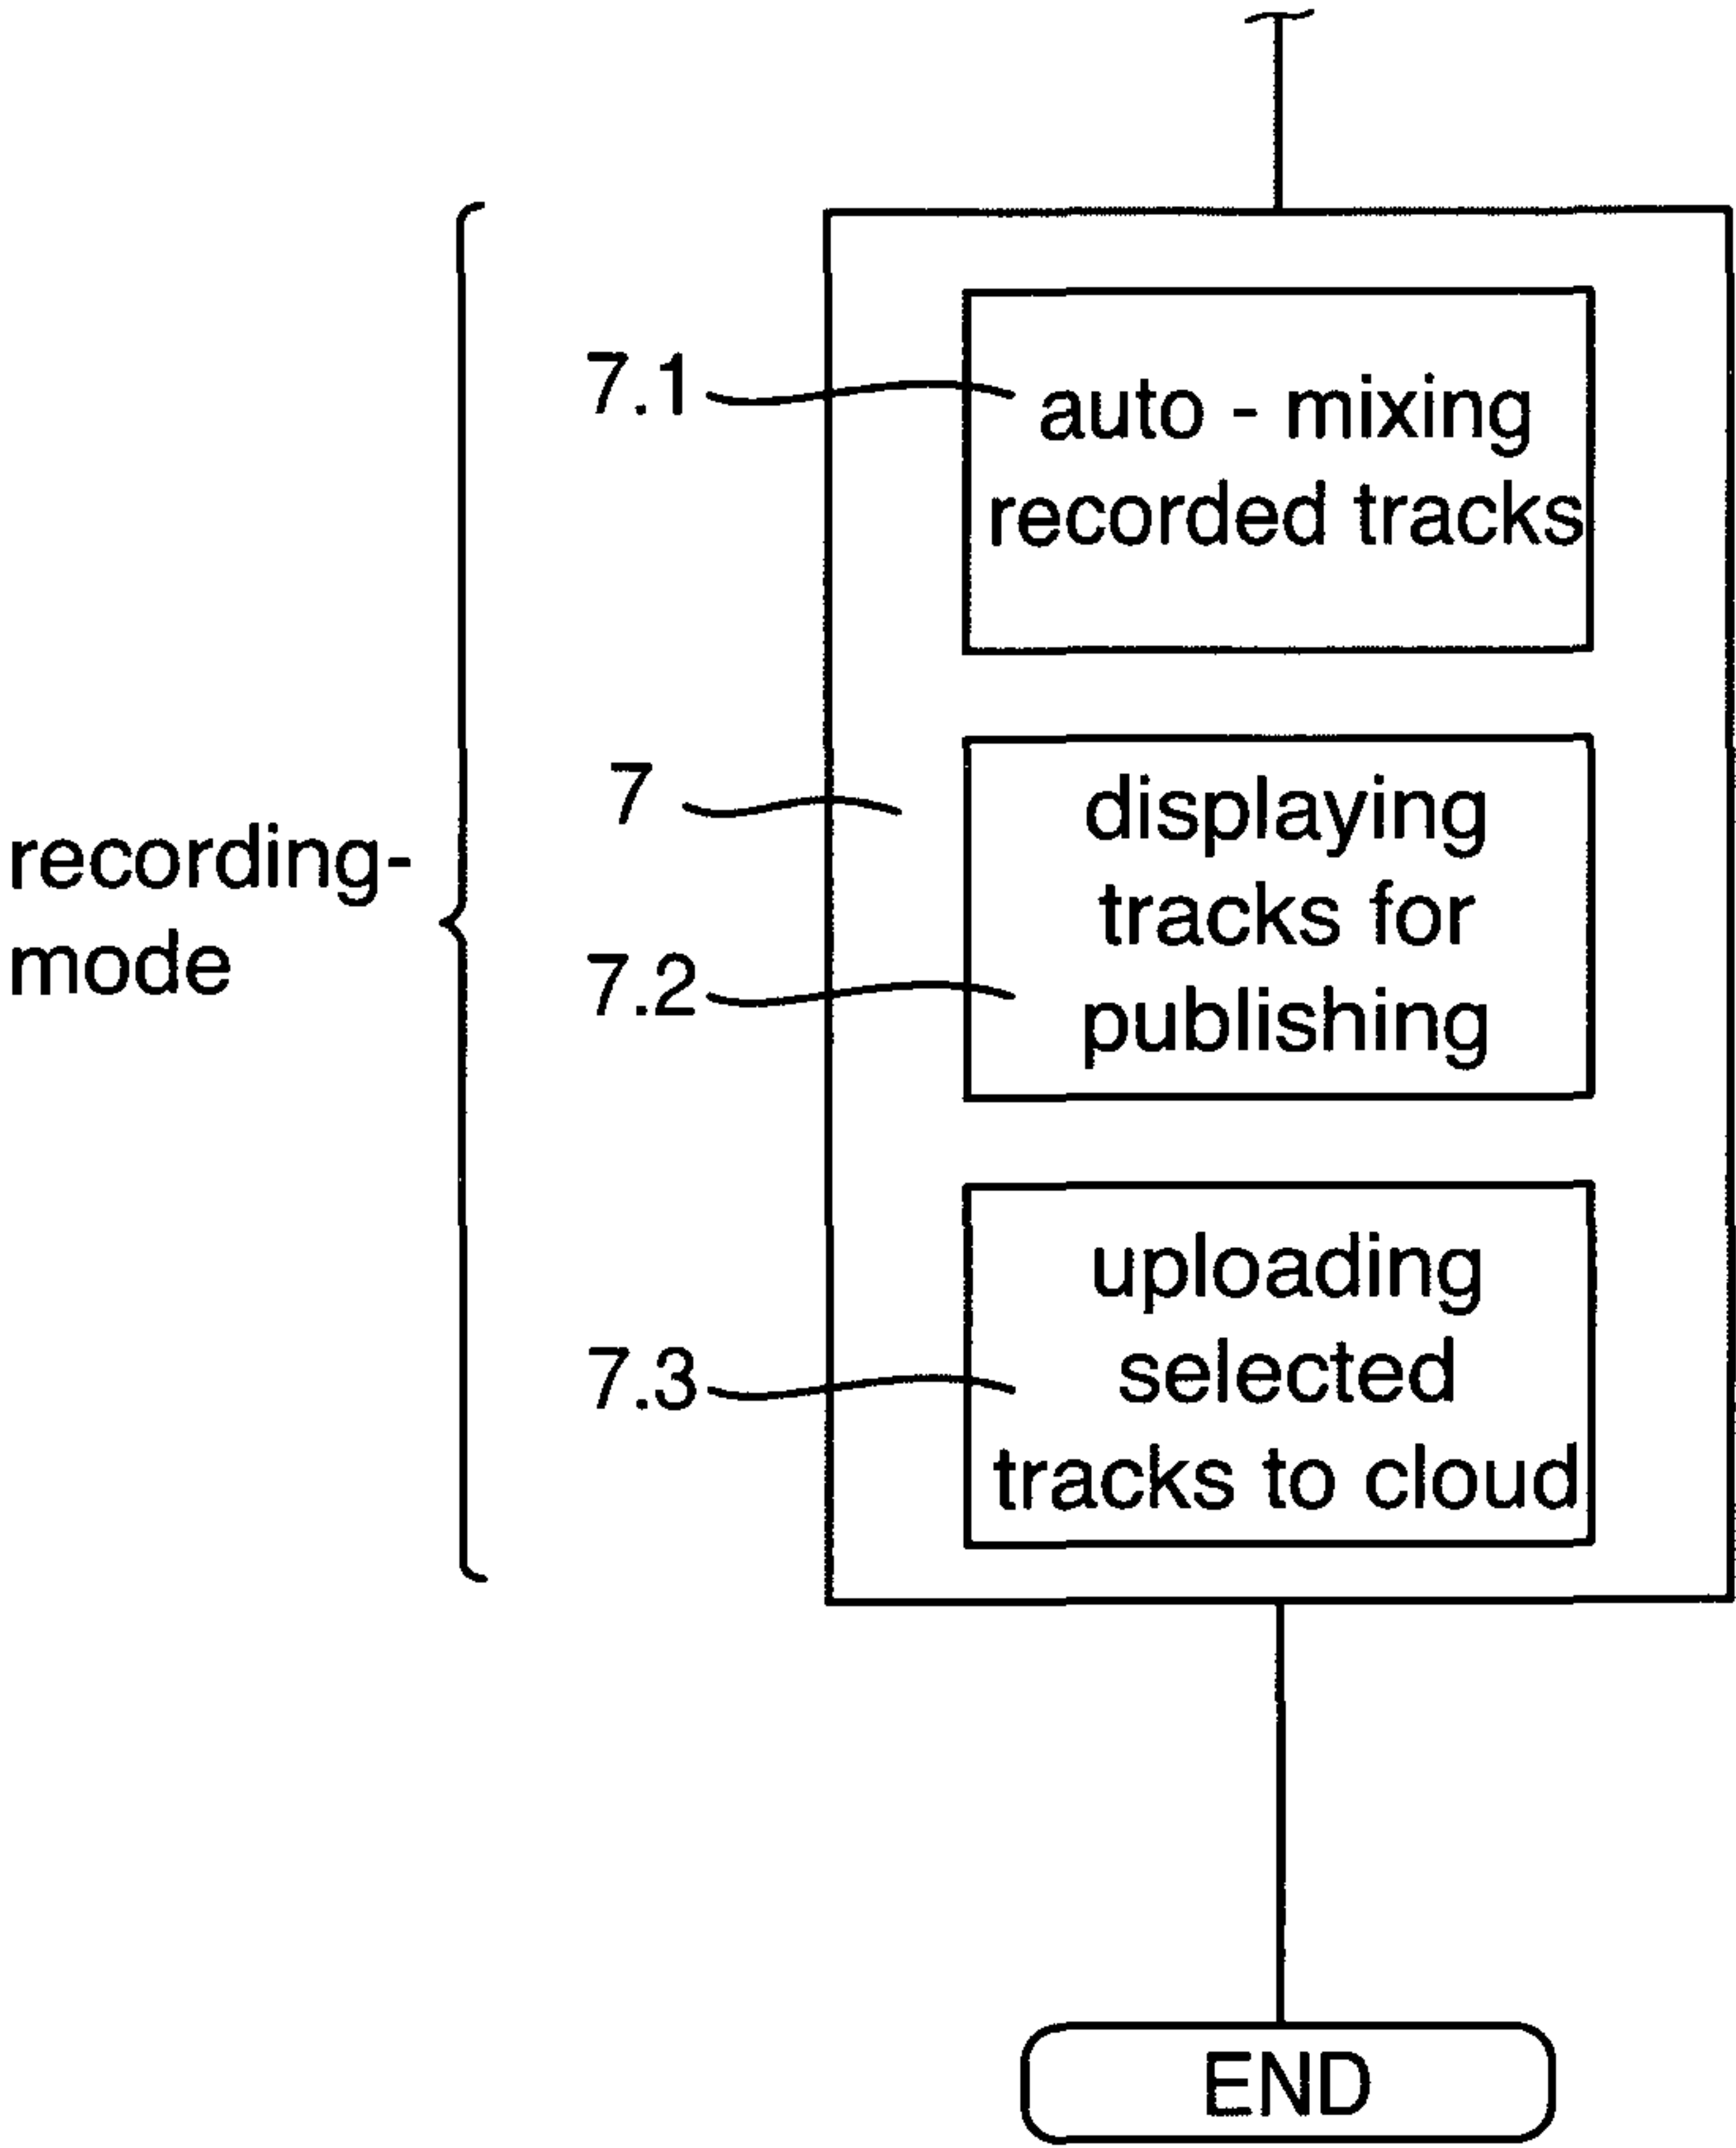 7.1
auto - mixing
recorded tracks
recording-
mode
7
displaying
tracks for
7.2
publishing
uploading
selected
7.3
tracks to cloud
END